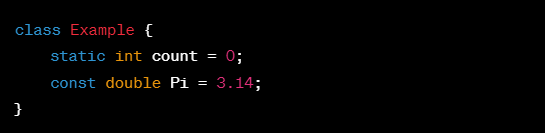 class Example {
    static int count = 0;
    const double Pi = 3.14;
}